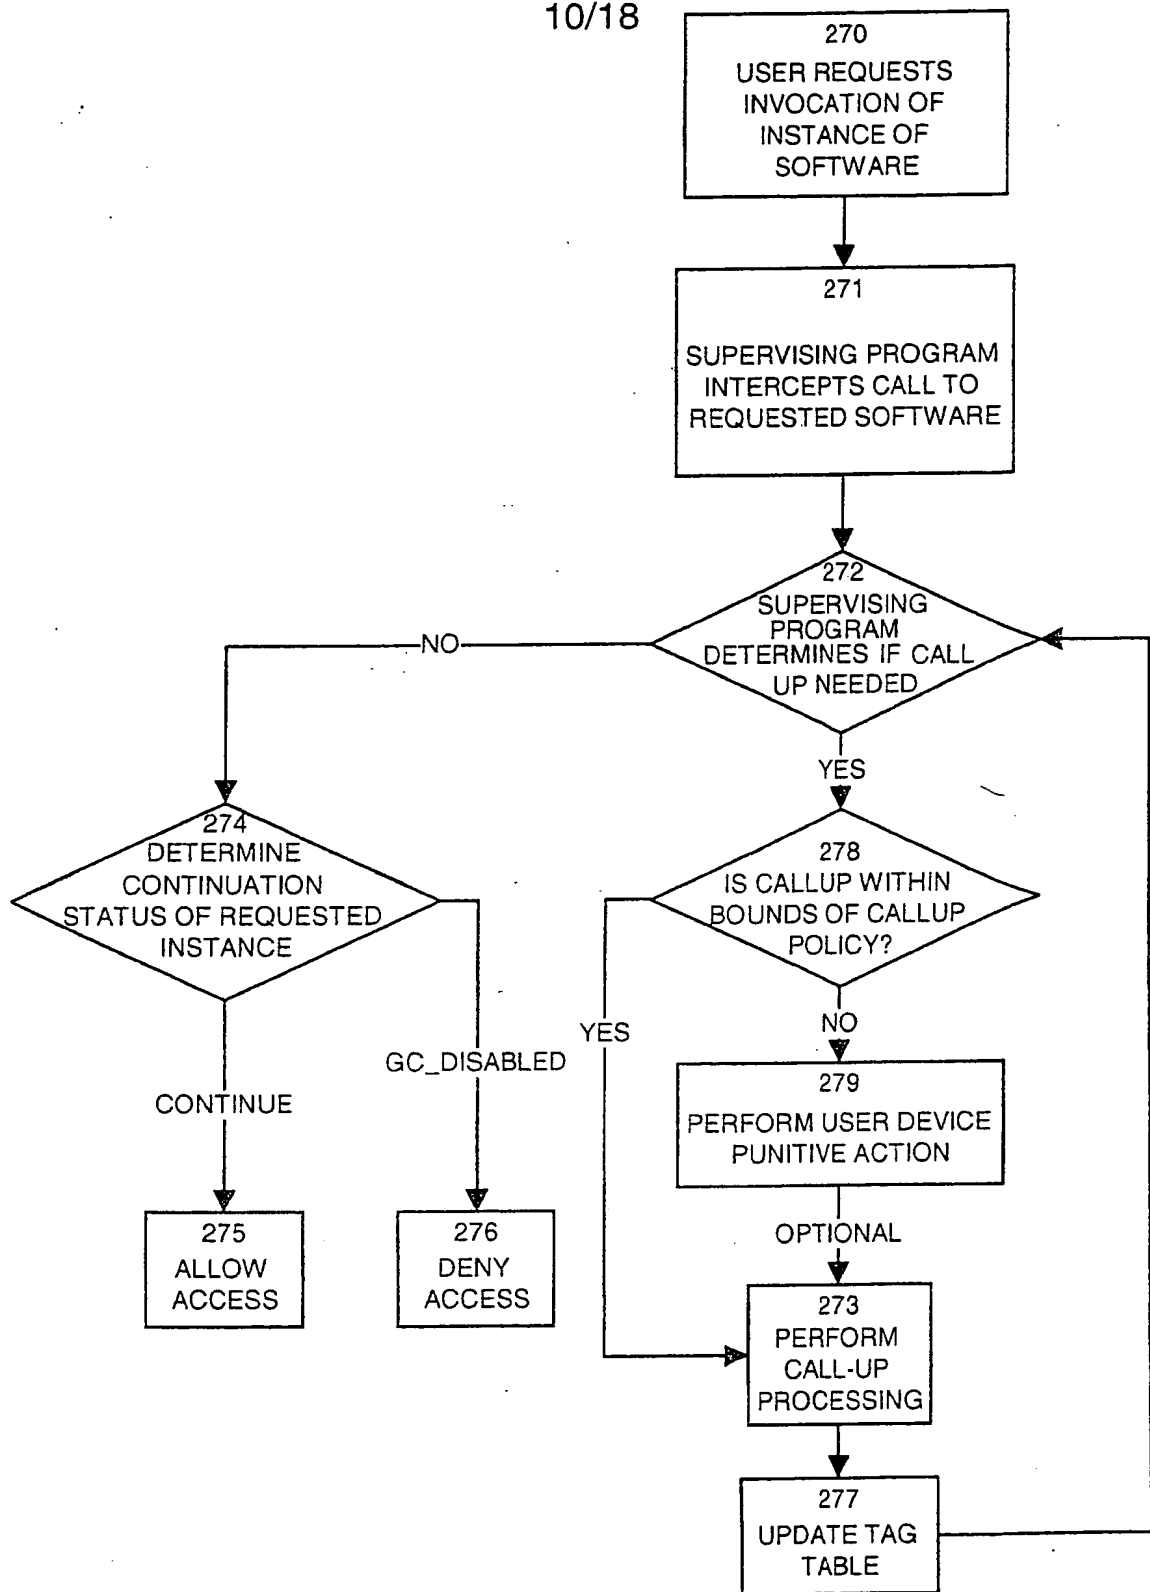 10/18
270
USER REQUESTS
INVOCATION OF
INSTANCE OF
SOFTWARE
271
SUPERVISING PROGRAM
INTERCEPTS CALL TO
REQUESTED SOFTWARE
272
SUPERVISING
PROGRAM
DETERMINES IF CALL
UP NEEDED
NO
YES
274
DETERMINE
CONTINUATION
STATUS OF REQUESTED
INSTANCE
278
IS CALLUP WITHIN
BOUNDS OF CALLUP
POLICY?
YES
NO
GC_DISABLED
CONTINUE
279
PERFORM USER DEVICE
PUNITIVE ACTION
OPTIONAL
275
ALLOW
ACCESS
276
DENY
ACCESS
273
PERFORM
CALL-UP
PROCESSING
277
UPDATE TAG
TABLE